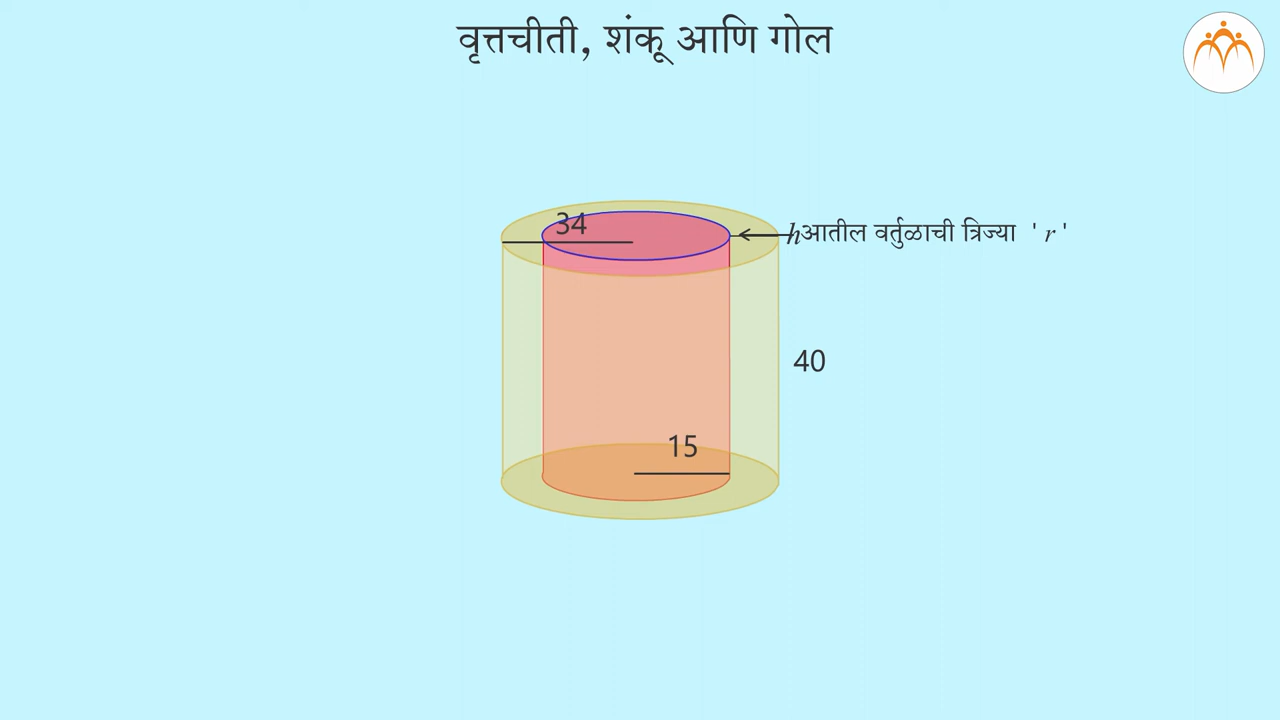 वृत्तचीती, शंकू आणि गोल
34
h आतील वर्तुळाची त्रिज्या ' r '
40
15